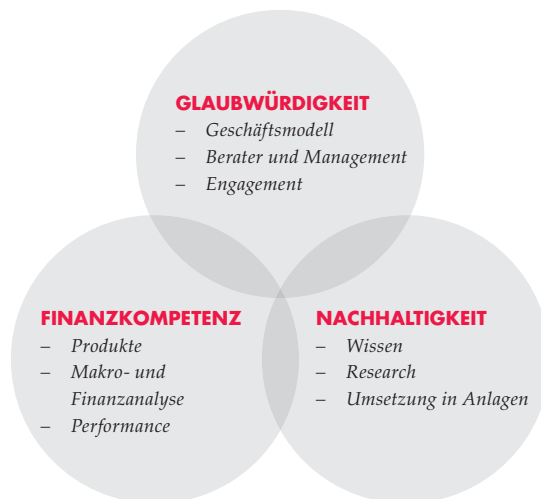 GLAUBWÜRDIGKEIT
– Geschäftsmodell
– Berater und Management
– Engagement
FINANZKOMPETENZ
– Produkte
– Makro- und
Finanzanalyse
– Performance
NACHHALTIGKEIT
– Wissen
– Research
– Umsetzung in Anlagen